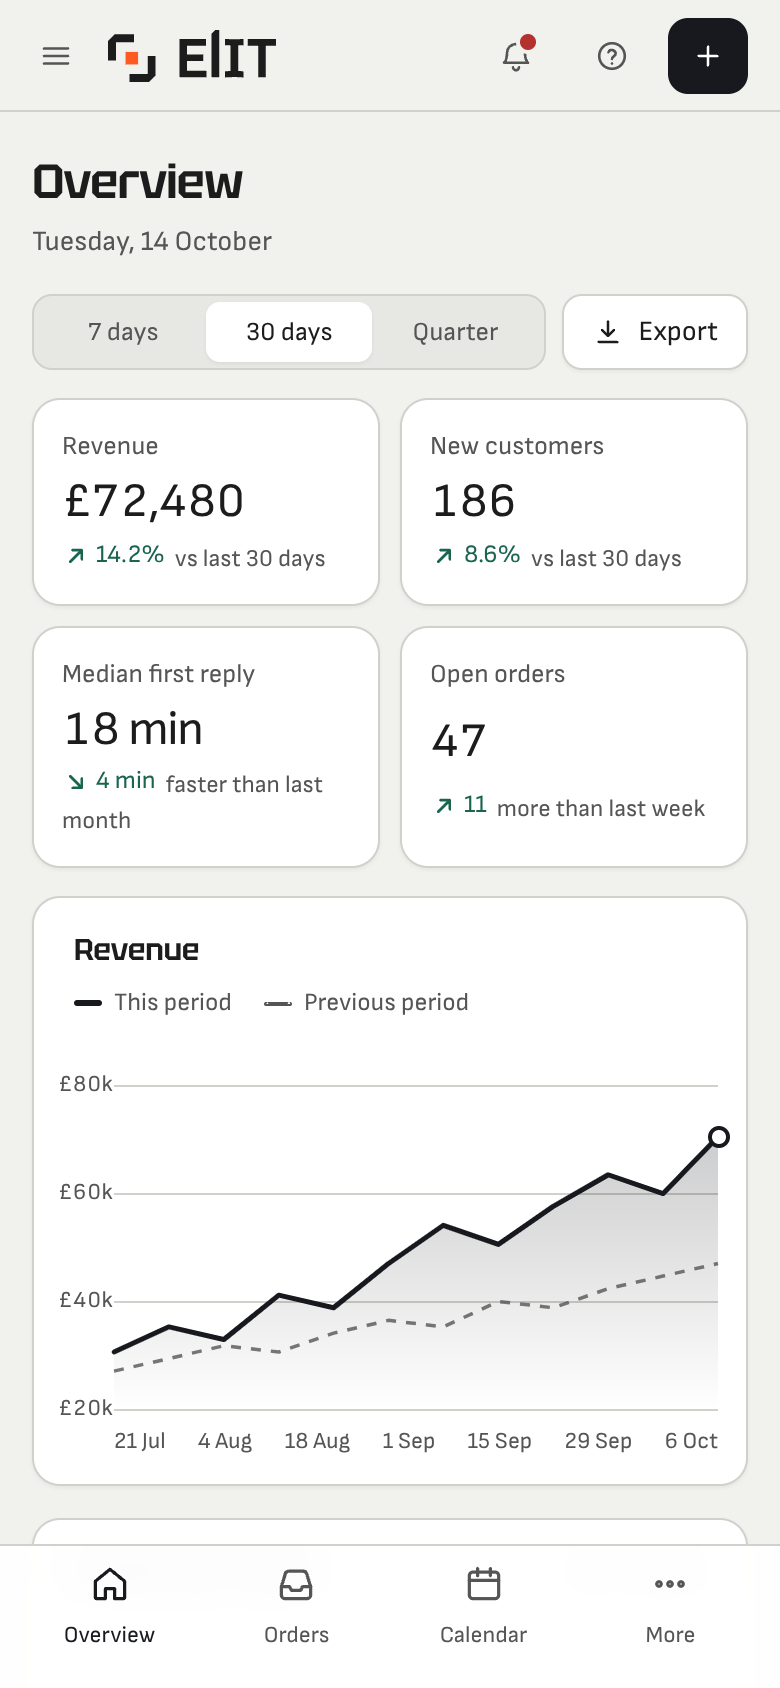 ElIT
Overview
Tuesday, 14 October
7 days
30 days
Quarter
Export
Revenue
£72,480
14.2% vs last 30 days
New customers
186
8.6% vs last 30 days
Median first reply
18 min
4 min faster than last
month
Open orders
47
11 more than last week
Revenue
This period
Previous period
£80k
£60k
£40k
£20k
21 Jul
4 Aug
18 Aug
1 Sep
15 Sep
29 Sep
6 Oct
Overview
Orders
Calendar
More